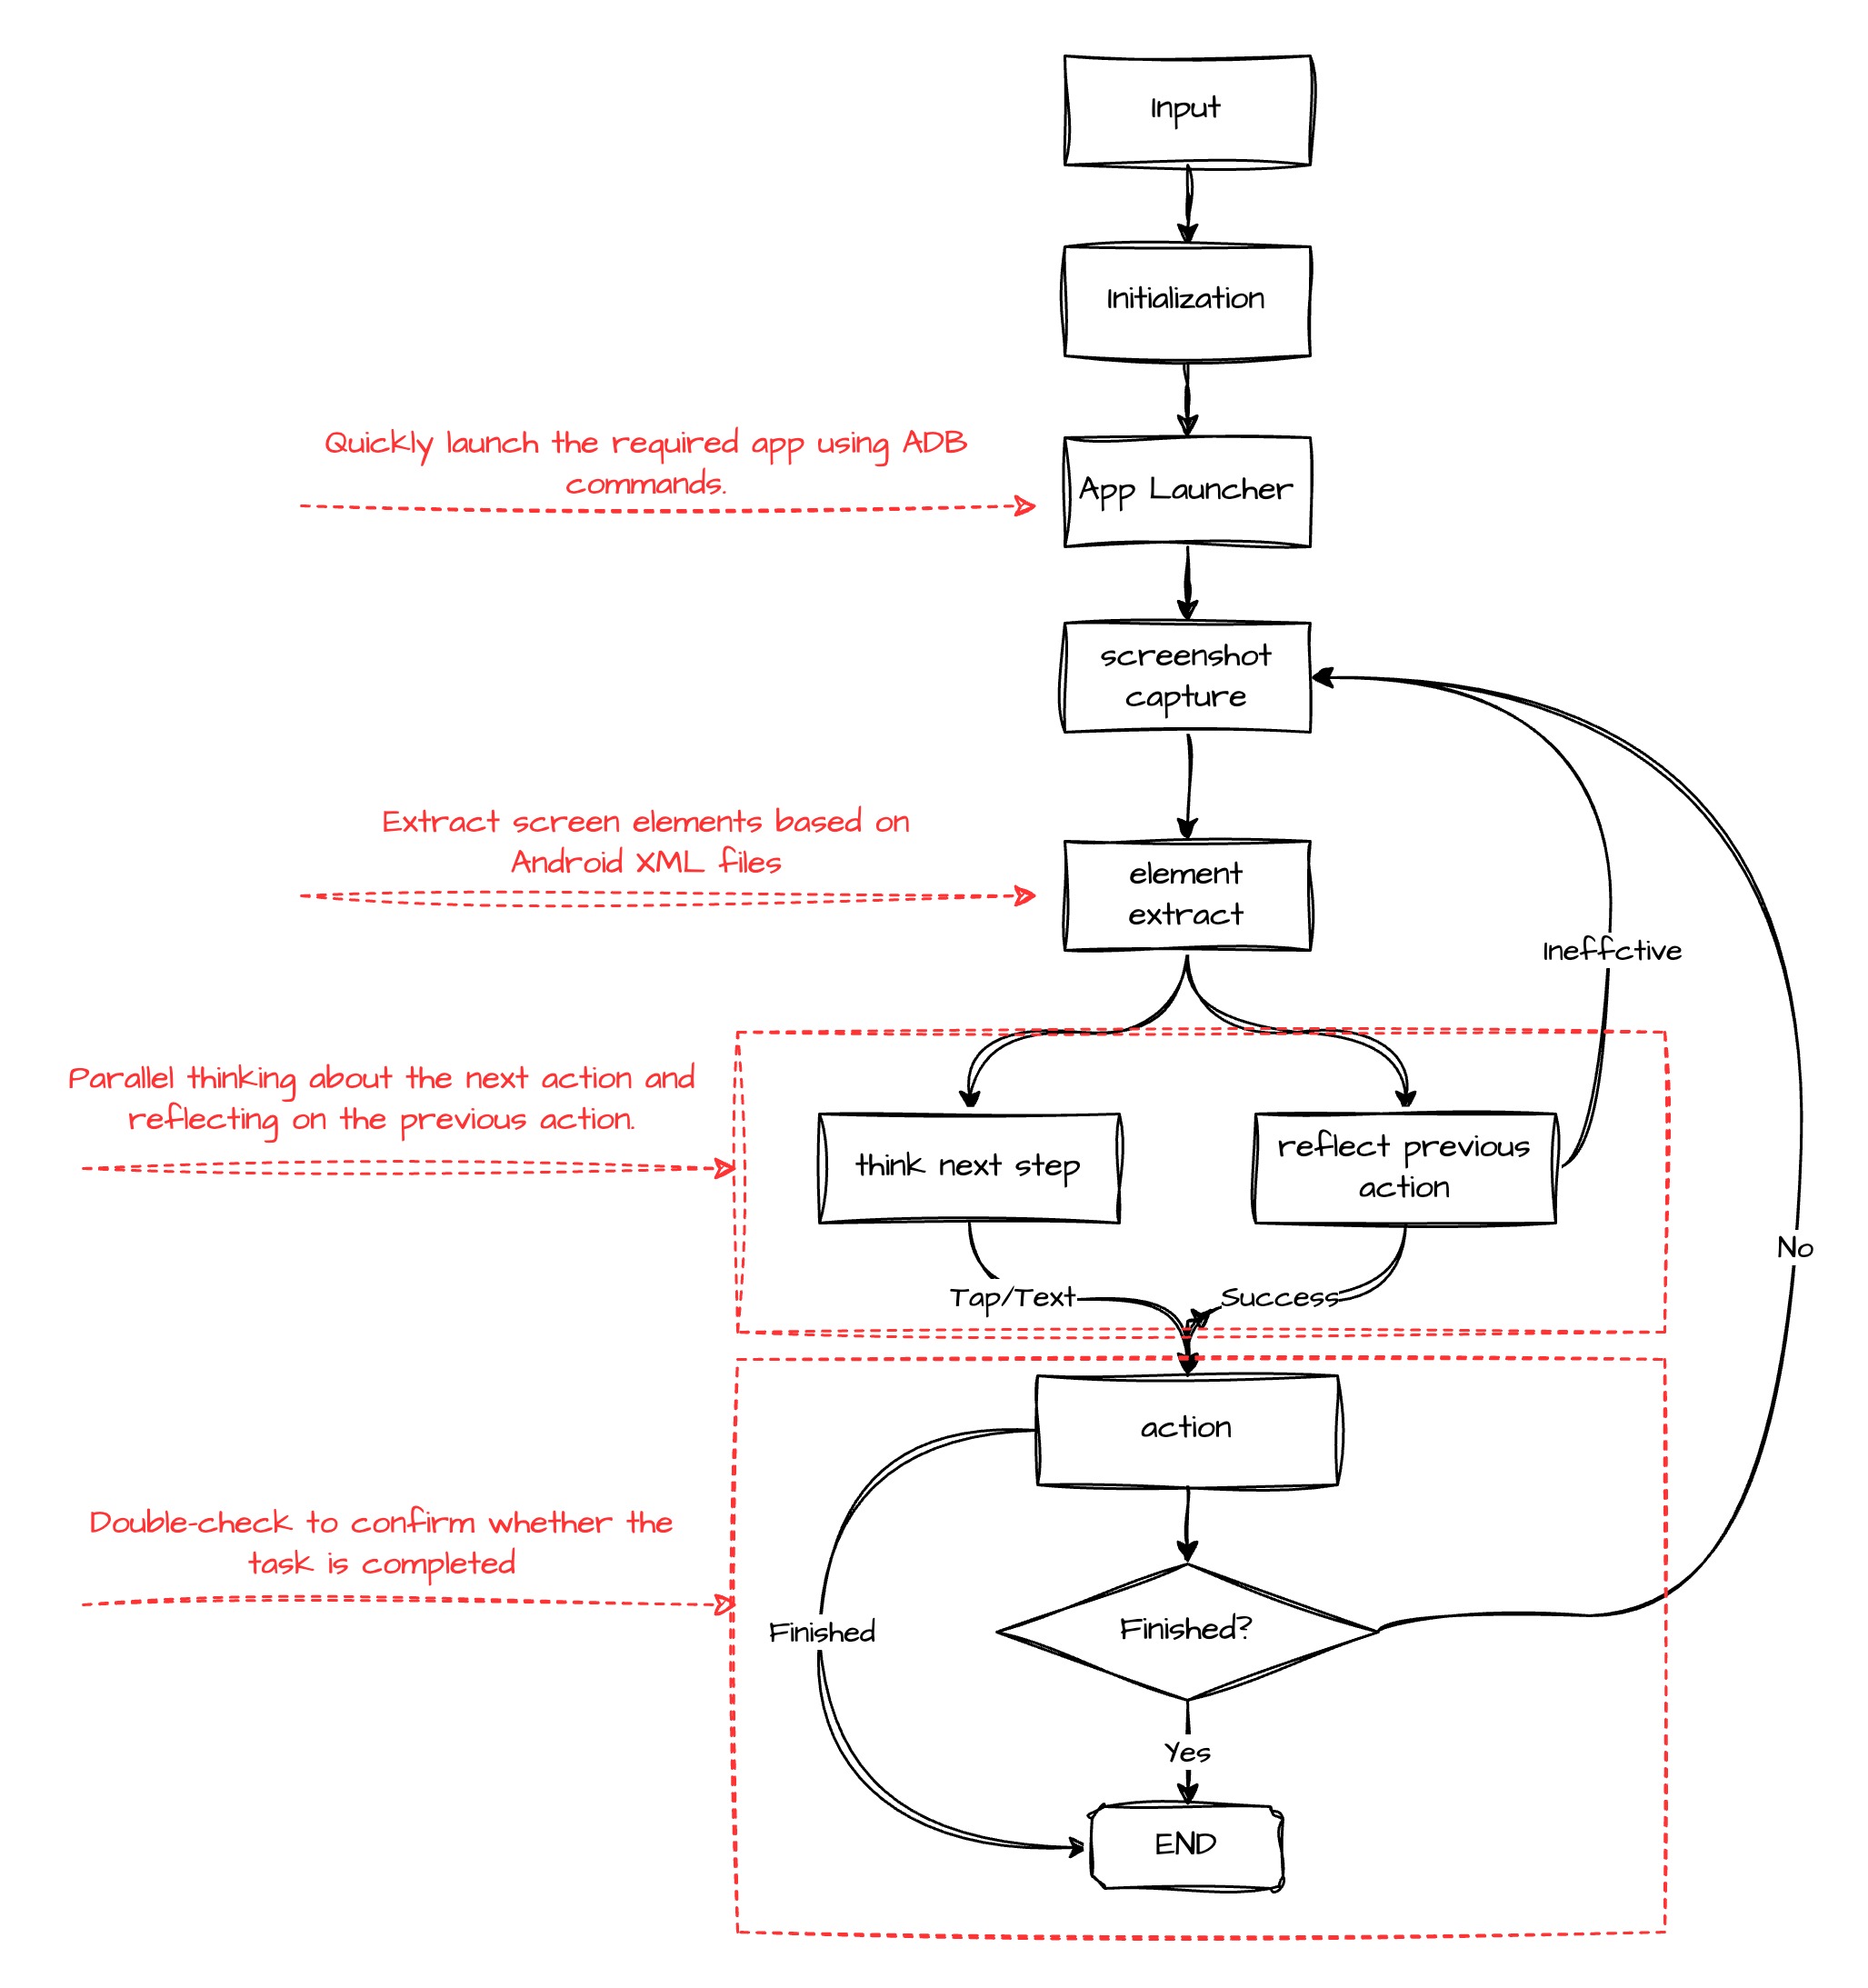 Input
Initialization
Quickly launch the required app using ADB
commands.
App Launcher
screenshot
capture
Extract screen elements based on
Android XML files
element
extract
Ineffctive
Parallel thinking about the next action and
reflecting on the previous action.
think next step
reflect previous
action
No
Tap/Text
Success
action
Double-check to confirm whether the
task is completed
Finished
Finished?
Yes
END